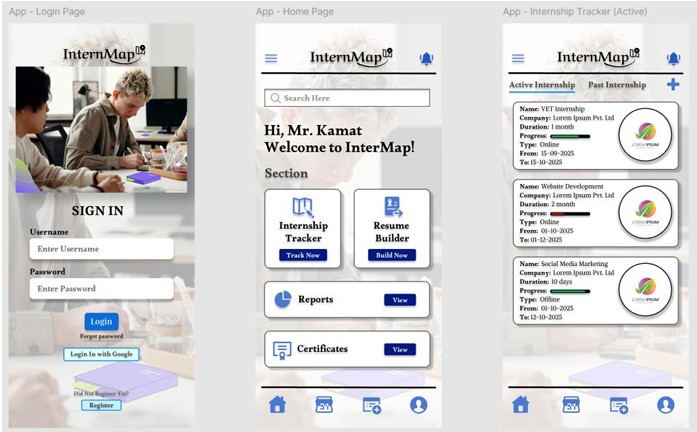 App - Login Page
InternMap
SIGN IN
Username
Enter Username
Password
Enter Password
Login
Forgot password
Login In with Google
Did Not Register Yet?
Register
App - Home Page
InternMap
Search Here
Hi, Mr. Kamat
Welcome to InterMap!
Section
Internship
Tracker
Track Now
Resume
Builder
Build Now
Reports
View
Certificates
View
31
App - Internship Tracker (Active)
InternMap
Active Internship
Past Internship
Name: VET Internship
Company: Lorem Ipsum Pvt. Ltd
Duration: 1 month
Progress:
Type: Online
From: 15-09-2025
To: 15-10-2025
LOREM IPSUM
Name: Website Development
Company: Lorem Ipsum Pvt. Ltd
Duration: 2 month
Progress:
Type: Online
From: 01-10-2025
To: 01-12-2025
LOREM IPSUM
Name: Social Media Marketing
Company: Lorem Ipsum Pvt. Ltd
Duration: 10 days
Progress:
Type: Offline
From: 01-10-2025
To: 12-10-2025
LOREM IPSUM
31